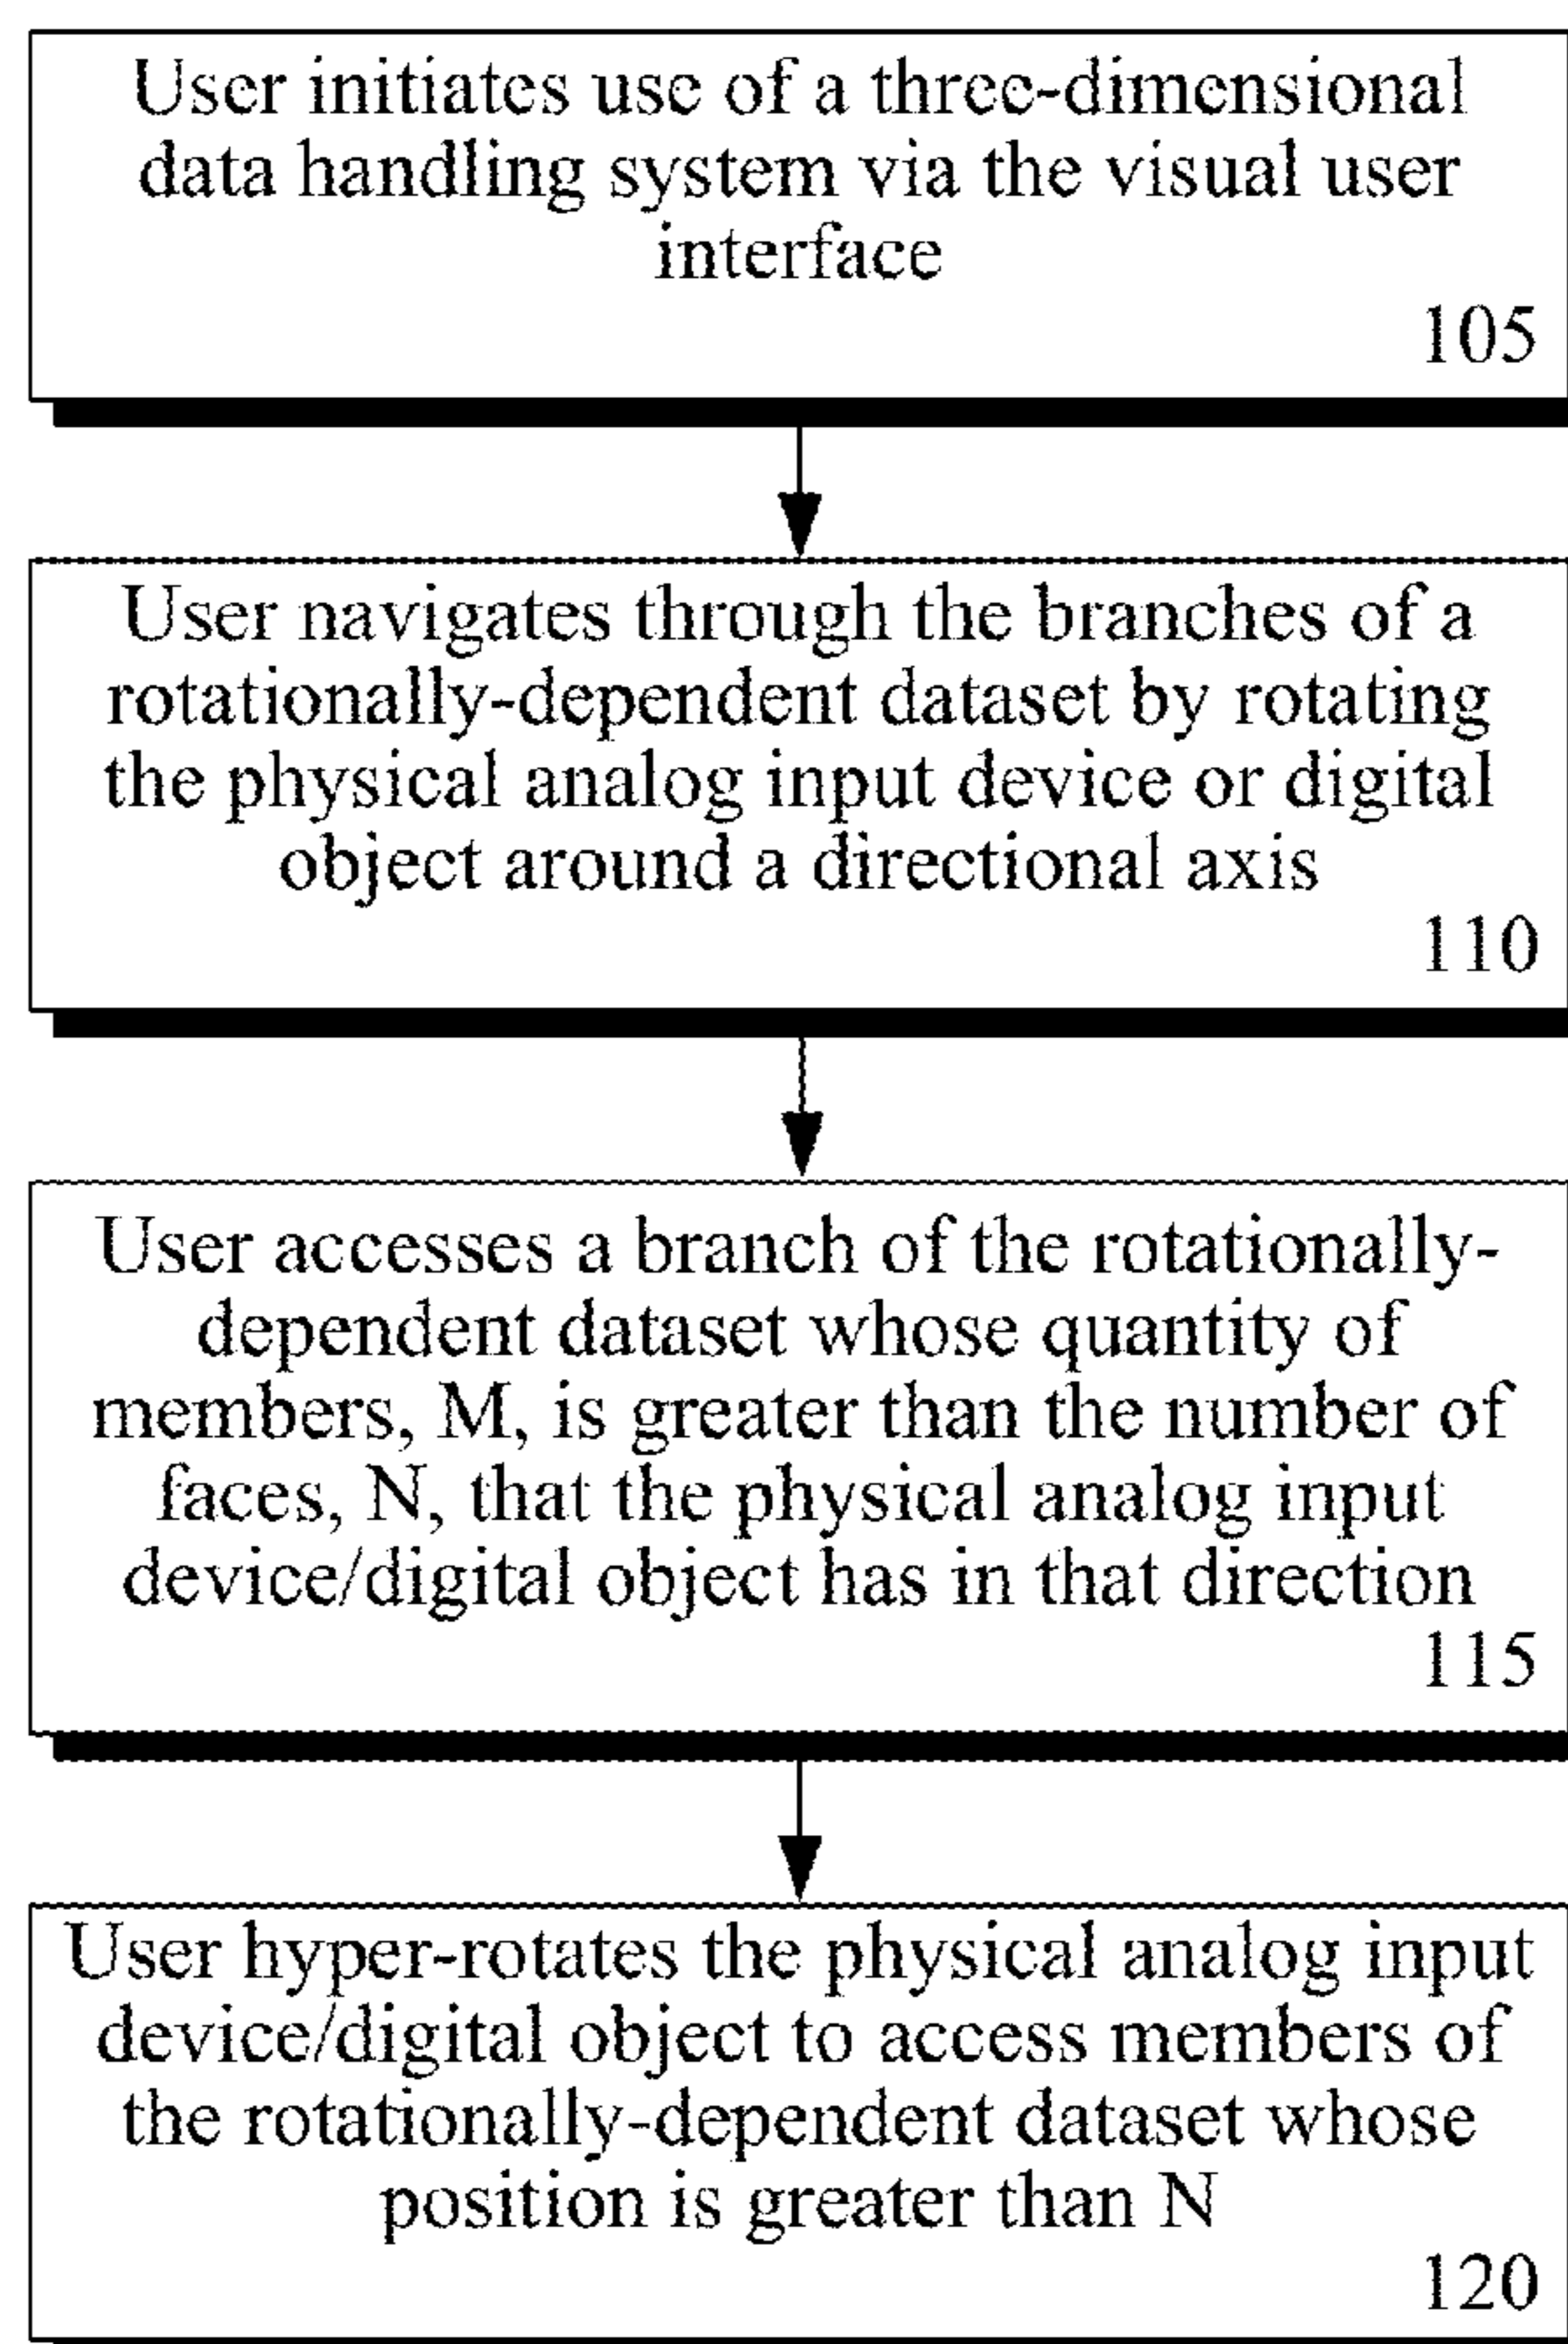 User initiates use of a three-dimensional
data handling system via the visual user
interface
105
User navigates through the branches of a
rotationally-dependent dataset by rotating
the physical analog input device or digital
object around a directional axis
110
User accesses a branch of the rotationally-
dependent dataset whose quantity of
members, M, is greater than the number of
faces, N, that the physical analog input
device/digital object has in that direction
115
User hyper-rotates the physical analog input
device/digital object to access members of
the rotationally-dependent dataset whose
position is greater than N
120